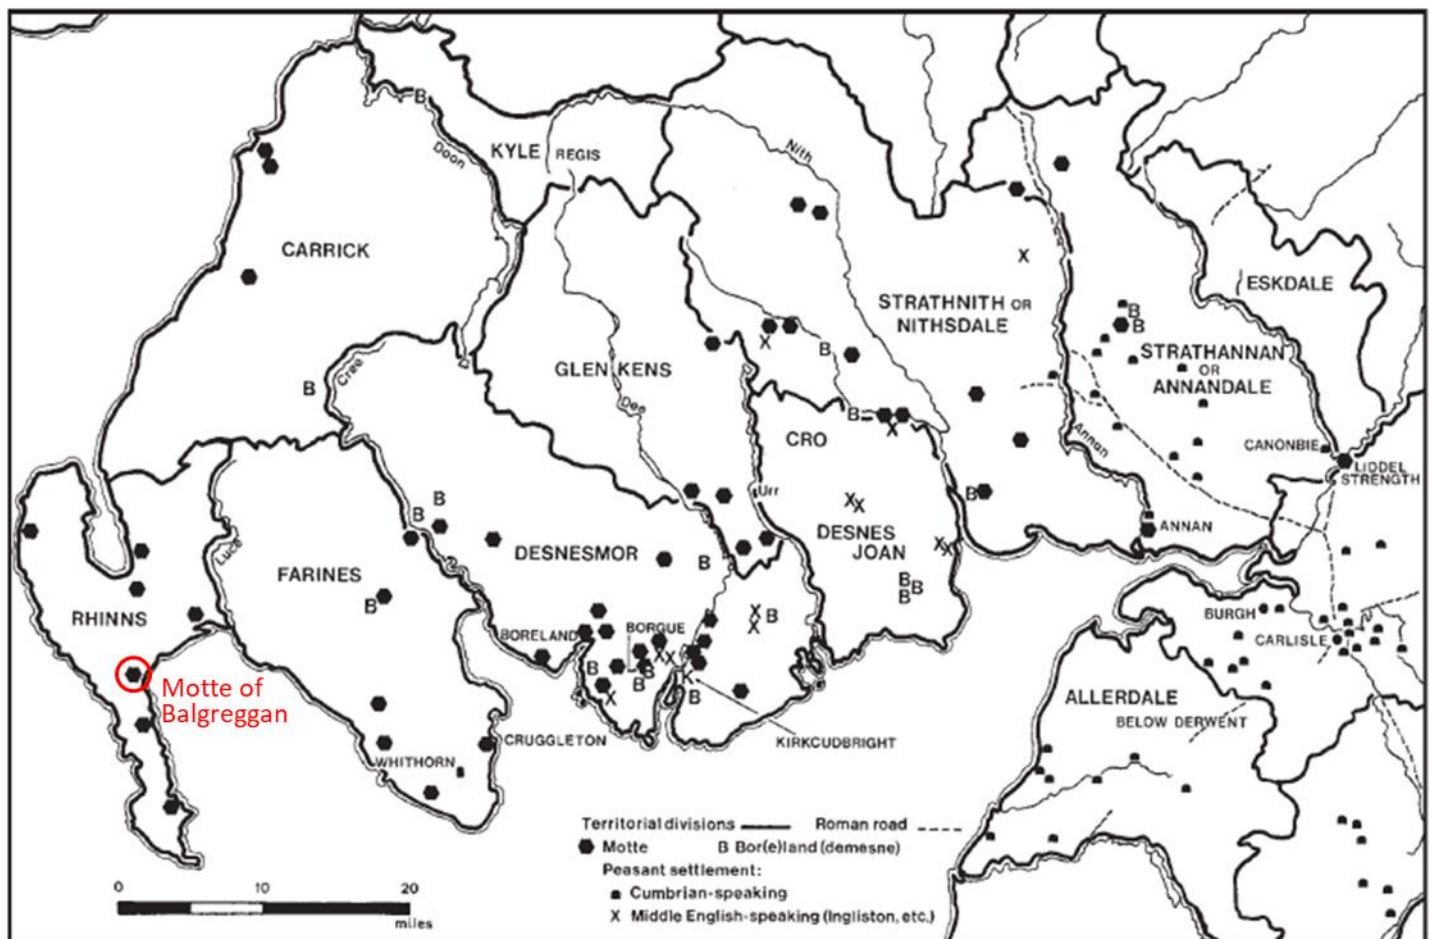 B
Doon
KYLE REGIS
Nith
CARRICK
X
ESKDALE
STRATHNITH OR
NITHSDALE
B
B
X
B
STRATHANNAN
OR
ANNANDALE
GLEN KENS
Cree
B
Dee
B
X
CRO
Annan
CANONBIE
LIDDEL
STRENGTH
Urr
B
B
B
X
X
ANNAN
Luce
DESNESMOR
DESNES
JOAN
X
X
FARINES
B
B
B
B
B
B
RHINNS
BURGH
X
B
X
CARLISLE
BORELAND
BORGUE
X
X
B
B
B
X
X
B
Motte of
Balgreggan
ALLERDALE
BELOW DERWENT
CRUGGLETON
KIRKCUDBRIGHT
WHITHORN
Territorial divisions
Roman road
Motte
B Bor(e)land (demesne)
Peasant settlement:
Cumbrian-speaking
X Middle English-speaking (Ingliston, etc.)
0 10 20
miles